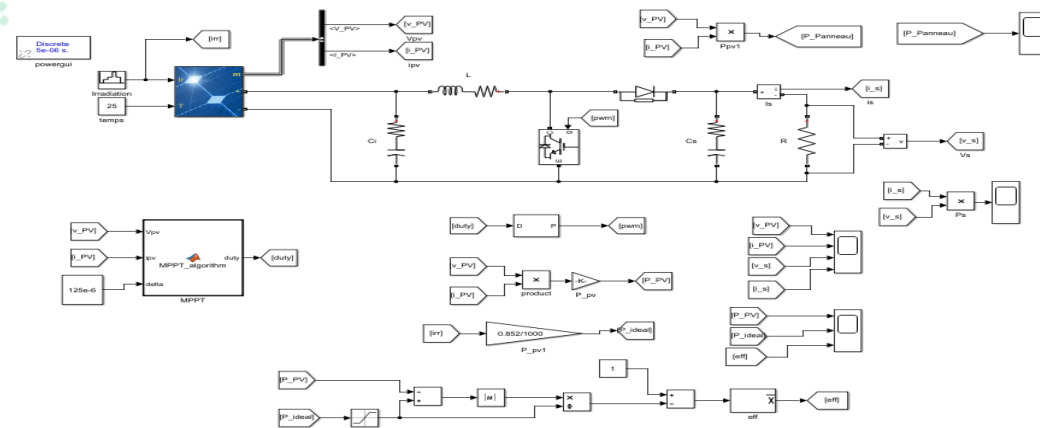 Discrete
5e-06 s.
powergui
[irr]
Irradiation
25
temps
Ir
T
m
+
-
<V_PV>
<I_PV>
[v_PV]
Vpv
[i_PV]
ipv
[v_PV]
[i_PV]
×
Ppv1
[P_Panneau]
[P_Panneau]
L
Ci
[pwm]
g
C
E
Cs
+ -
i
Is
[i_s]
is
R
+
-
v
[v_s]
Vs
[i_s]
[v_s]
×
Ps
[v_PV]
[i_PV]
125e-6
Vpv
ipv
delta
MPPT_algorithm
duty
MPPT
[duty]
[duty]
D
P
[pwm]
[v_PV]
[i_PV]
×
product
-K-
P_pv
[P_PV]
[irr]
0.852/1000
P_pv1
[P_ideal]
[v_PV]
[i_PV]
[v_s]
[i_s]
[P_PV]
[P_ideal]
[eff]
[P_PV]
[P_ideal]
-
+
|u|
×
÷
1
+
-
x
eff
[eff]